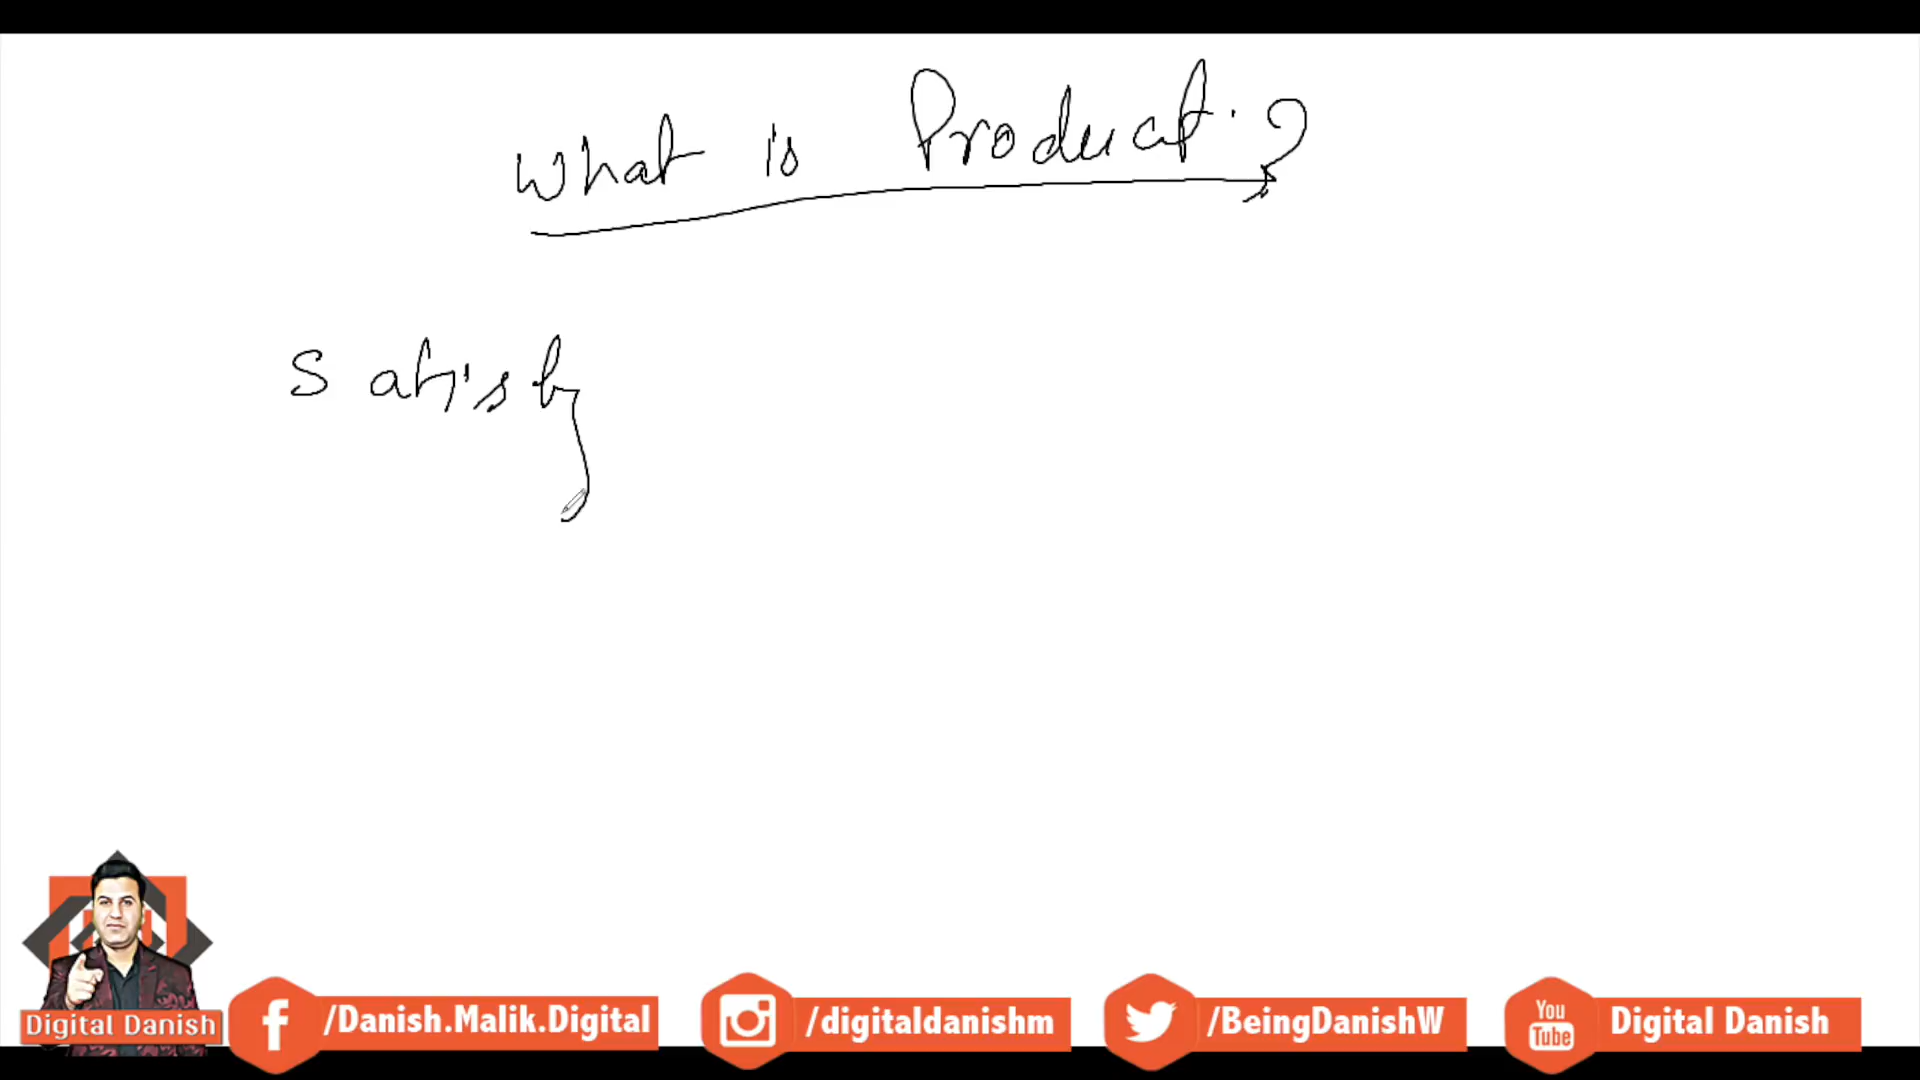 What is Product.?
Satisfy
Digital Danish
/Danish.Malik.Digital
/digitaldanishm
/BeingDanishW
You
Tube
Digital Danish